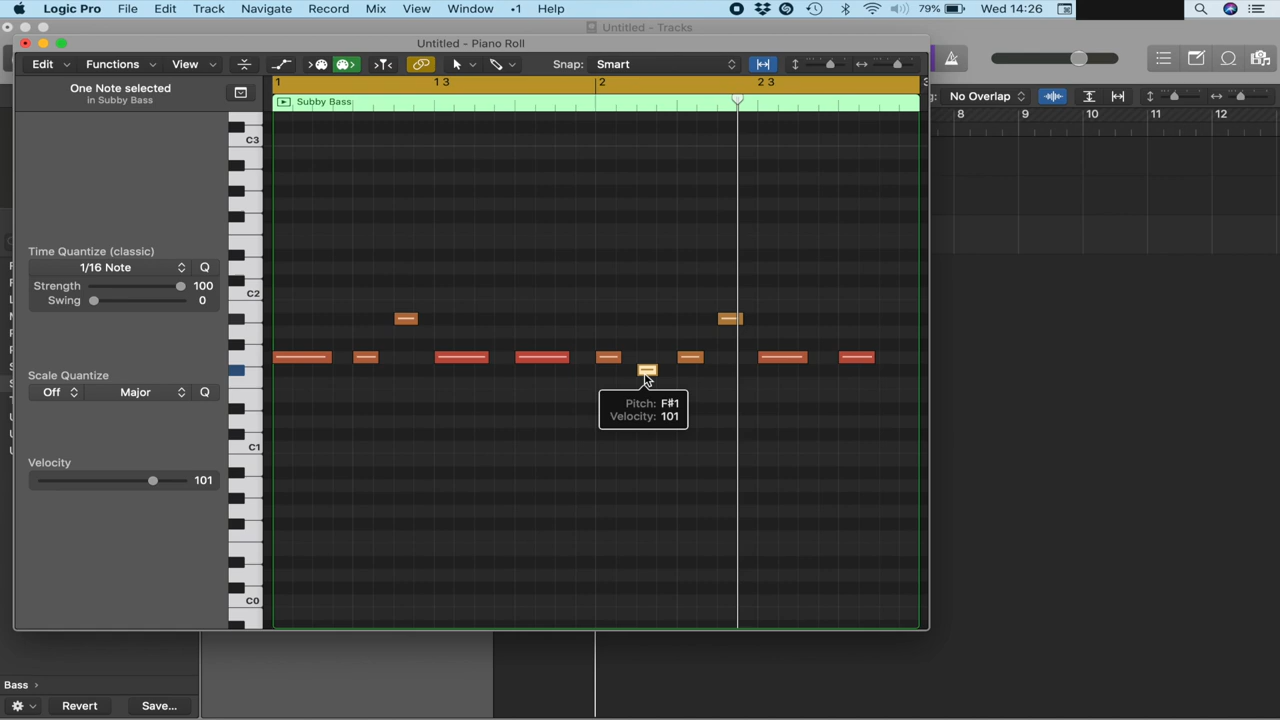 Logic Pro File Edit Track Navigate Record Mix View Window •1 Help 79% Wed 14:26
Untitled - Tracks
Untitled - Piano Roll
Edit Functions View Snap: Smart
One Note selected
in Subby Bass
1 1 3 2 2 3 3
Subby Bass
g: No Overlap
8 9 10 11 12
C3
Time Quantize (classic)
1/16 Note Q
Strength 100
Swing 0
C2
Scale Quantize
Off Major Q
Pitch: F#1
Velocity: 101
C1
Velocity
101
C0
Bass >
Revert Save...